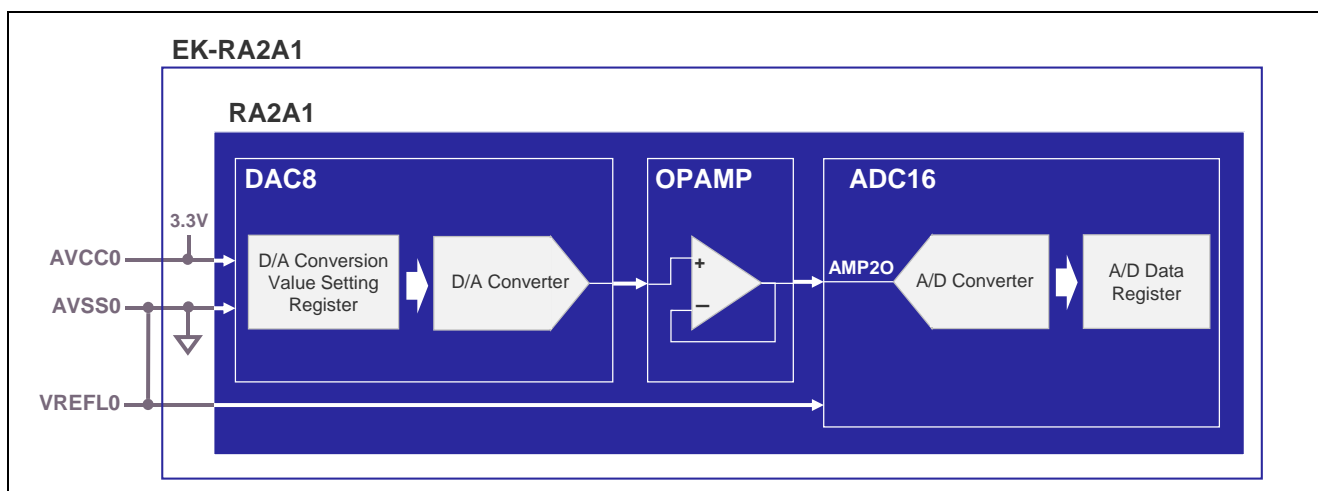 EK-RA2A1
RA2A1
DAC8
OPAMP
ADC16
3.3V
AVCC0
AVSS0
VREFL0
D/A Conversion
Value Setting
Register
D/A Converter
+
–
AMP2O
A/D Converter
A/D Data
Register